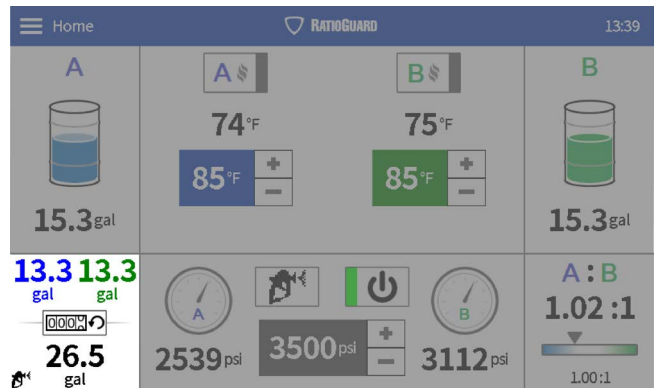 Home
RATIOGUARD
13:39
A
A
B
B
74°F
75°F
85°F
+
−
85°F
+
−
15.3gal
15.3gal
13.3 13.3
gal gal
000
26.5
gal
A
B
2539psi
3500psi
+
−
3112psi
A:B
1.02 :1
1.00:1